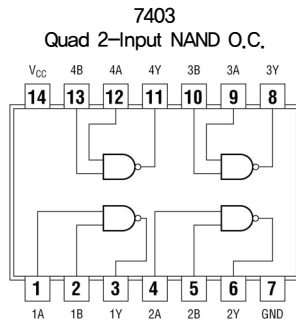 7403
Quad 2-Input NAND O.C.
VCC 4B 4A 4Y 3B 3A 3Y
14 13 12 11 10 9 8
1 2 3 4 5 6 7
1A 1B 1Y 2A 2B 2Y GND